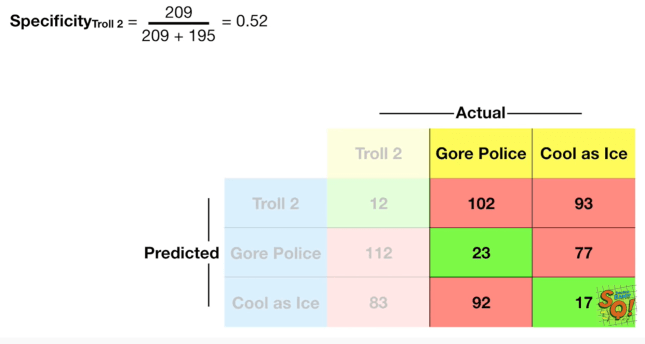 Specificity Troll 2 = 209 / 209 + 195 = 0.52
Actual
Troll 2 Gore Police Cool as Ice
Troll 2 12 102 93
Predicted Gore Police 112 23 77
Cool as Ice 83 92 17
SQ!